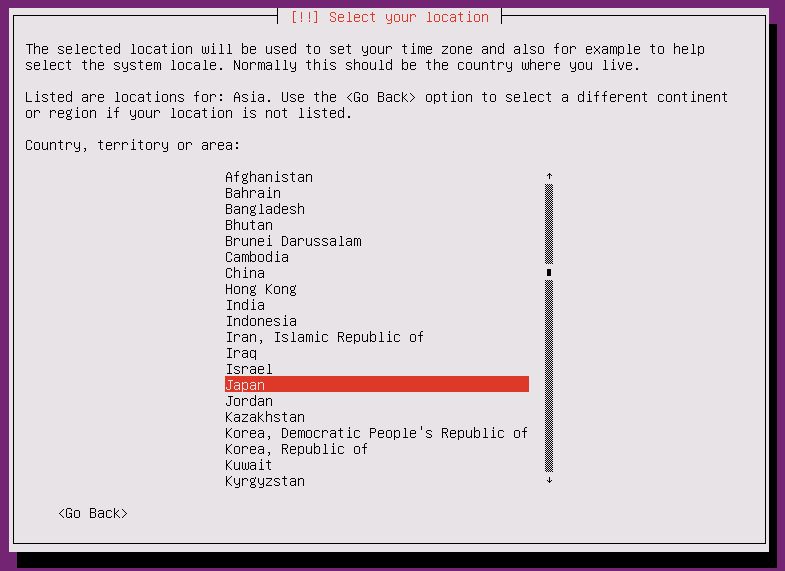 [!!] Select your location
The selected location will be used to set your time zone and also for example to help
select the system locale. Normally this should be the country where you live.
Listed are locations for: Asia. Use the <Go Back> option to select a different continent
or region if your location is not listed.
Country, territory or area:
Afghanistan
Bahrain
Bangladesh
Bhutan
Brunei Darussalam
Cambodia
China
Hong Kong
India
Indonesia
Iran, Islamic Republic of
Iraq
Israel
Japan
Jordan
Kazakhstan
Korea, Democratic People's Republic of
Korea, Republic of
Kuwait
Kyrgyzstan
<Go Back>